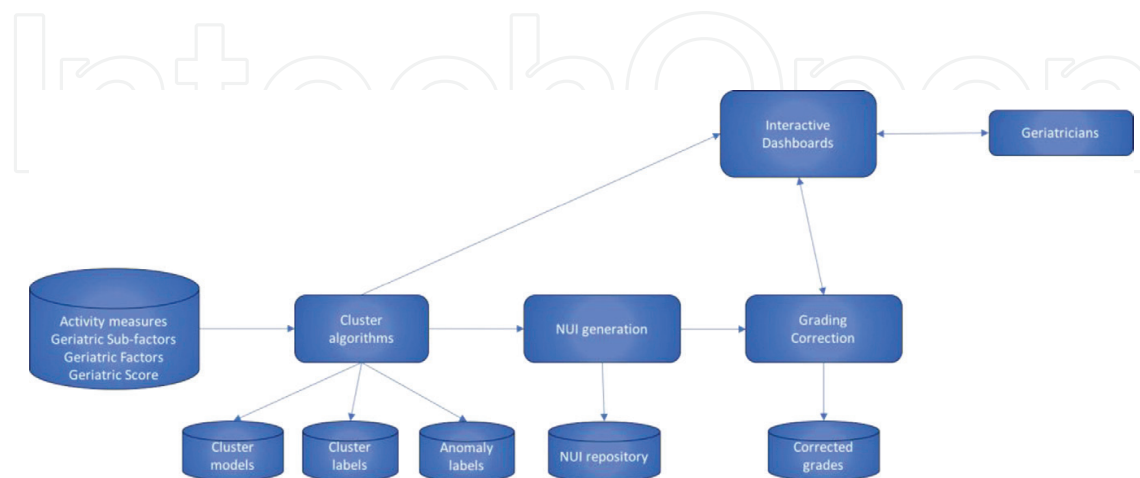 IntechOpen
Interactive
Dashboards
Geriatricians
Activity measures
Geriatric Sub-factors
Geriatric Factors
Geriatric Score
Cluster
algorithms
NUI generation
Grading
Correction
Cluster
models
Cluster
labels
Anomaly
labels
NUI repository
Corrected
grades